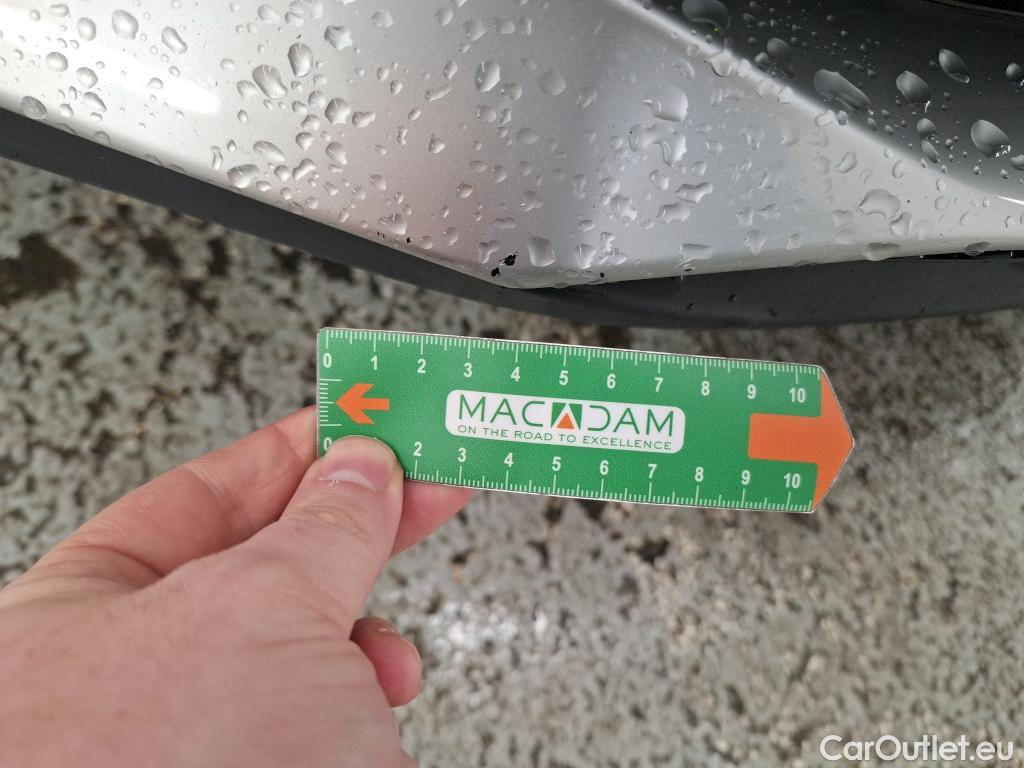 0 1 2 3 4 5 6 7 8 9 10
MACADAM
ON THE ROAD TO EXCELLENCE
0 2 3 4 5 6 7 8 9 10
CarOutlet.eu